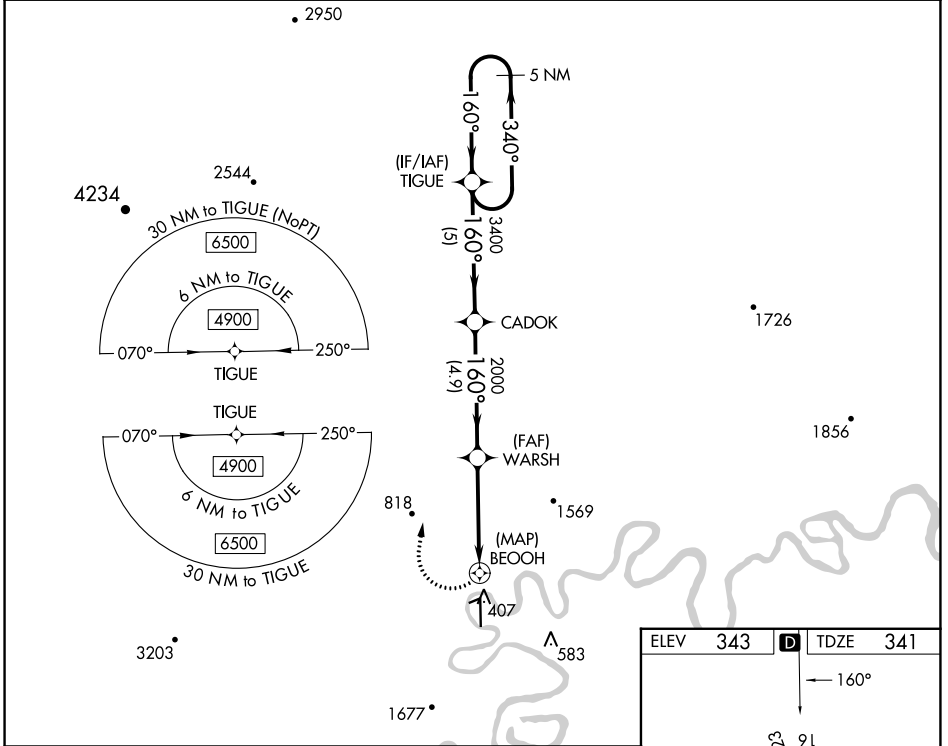 2950
5 NM
160°
340°
(IF/IAF)
TIGUE
2544
4234
30 NM to TIGUE (NoPT)
6500
6 NM to TIGUE
4900
070°
250°
TIGUE
3400
160°
(5)
CADOK
1726
2000
160°
(4.9)
TIGUE
070°
250°
4900
6 NM to TIGUE
6500
30 NM to TIGUE
(FAF)
WARSH
1856
818
1569
(MAP)
BEOOH
407
583
3203
1677
ELEV 343 D TDZE 341
160°
23
16